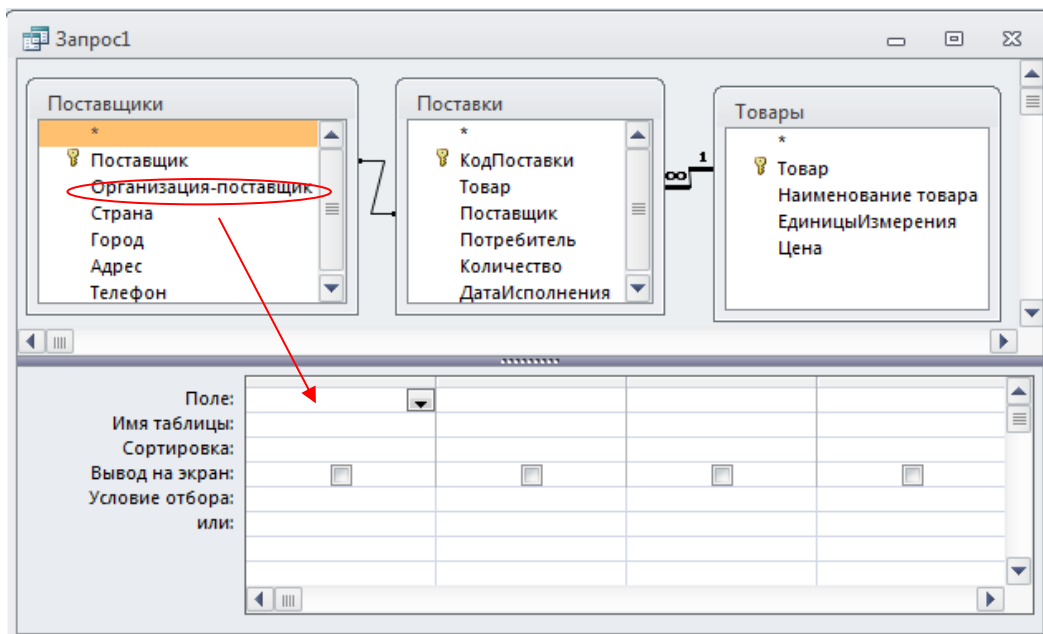 Запрос1
Поставщики
*
Поставщик
Организация-поставщик
Страна
Город
Адрес
Телефон
Поставки
*
КодПоставки
Товар
Поставщик
Потребитель
Количество
ДатаИсполнения
∞
1
Товары
*
Товар
Наименование товара
ЕдиницыИзмерения
Цена
Поле:
Имя таблицы:
Сортировка:
Вывод на экран:
Условие отбора:
или: